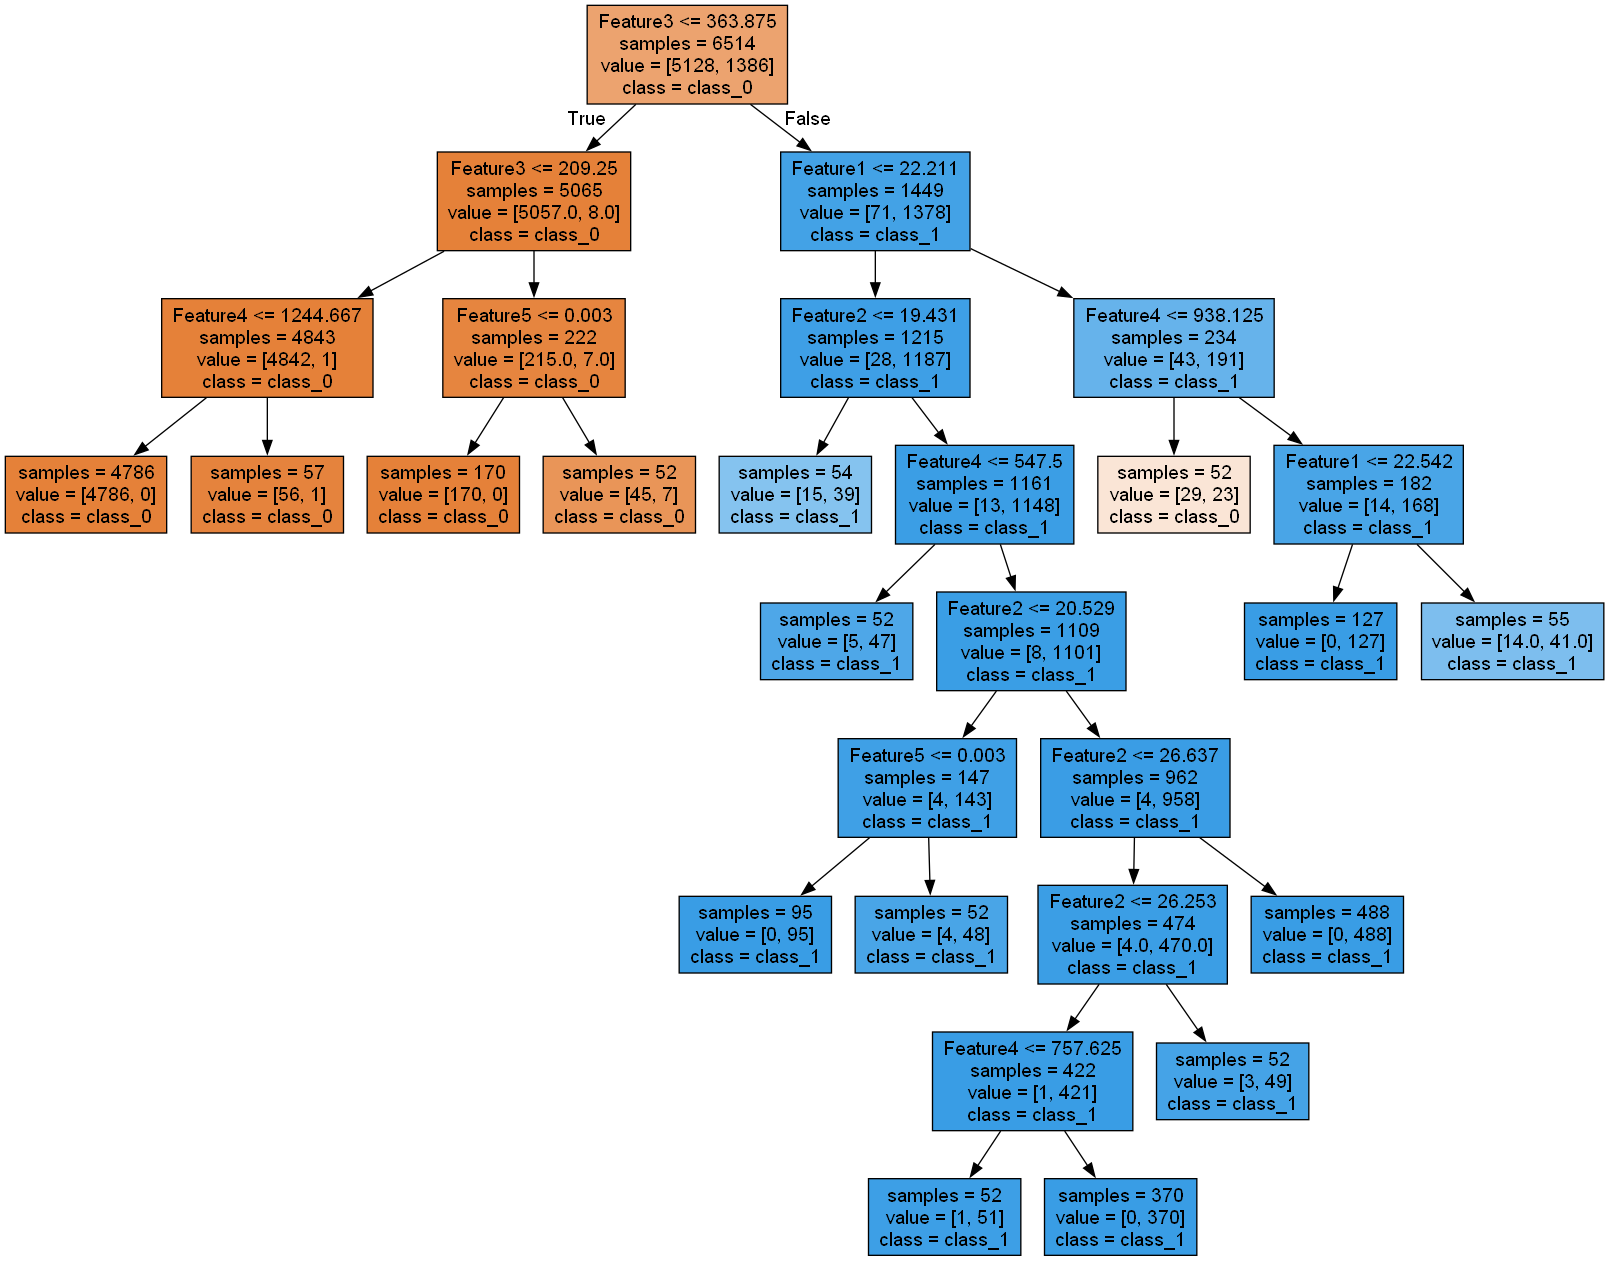 Feature3 <= 363.875
samples = 6514
value = [5128, 1386]
class = class_0
True
False
Feature3 <= 209.25
samples = 5065
value = [5057.0, 8.0]
class = class_0
Feature1 <= 22.211
samples = 1449
value = [71, 1378]
class = class_1
Feature4 <= 1244.667
samples = 4843
value = [4842, 1]
class = class_0
Feature5 <= 0.003
samples = 222
value = [215.0, 7.0]
class = class_0
Feature2 <= 19.431
samples = 1215
value = [28, 1187]
class = class_1
Feature4 <= 938.125
samples = 234
value = [43, 191]
class = class_1
samples = 4786
value = [4786, 0]
class = class_0
samples = 57
value = [56, 1]
class = class_0
samples = 170
value = [170, 0]
class = class_0
samples = 52
value = [45, 7]
class = class_0
samples = 54
value = [15, 39]
class = class_1
Feature4 <= 547.5
samples = 1161
value = [13, 1148]
class = class_1
samples = 52
value = [29, 23]
class = class_0
Feature1 <= 22.542
samples = 182
value = [14, 168]
class = class_1
samples = 52
value = [5, 47]
class = class_1
Feature2 <= 20.529
samples = 1109
value = [8, 1101]
class = class_1
samples = 127
value = [0, 127]
class = class_1
samples = 55
value = [14.0, 41.0]
class = class_1
Feature5 <= 0.003
samples = 147
value = [4, 143]
class = class_1
Feature2 <= 26.637
samples = 962
value = [4, 958]
class = class_1
samples = 95
value = [0, 95]
class = class_1
samples = 52
value = [4, 48]
class = class_1
Feature2 <= 26.253
samples = 474
value = [4.0, 470.0]
class = class_1
samples = 488
value = [0, 488]
class = class_1
Feature4 <= 757.625
samples = 422
value = [1, 421]
class = class_1
samples = 52
value = [3, 49]
class = class_1
samples = 52
value = [1, 51]
class = class_1
samples = 370
value = [0, 370]
class = class_1